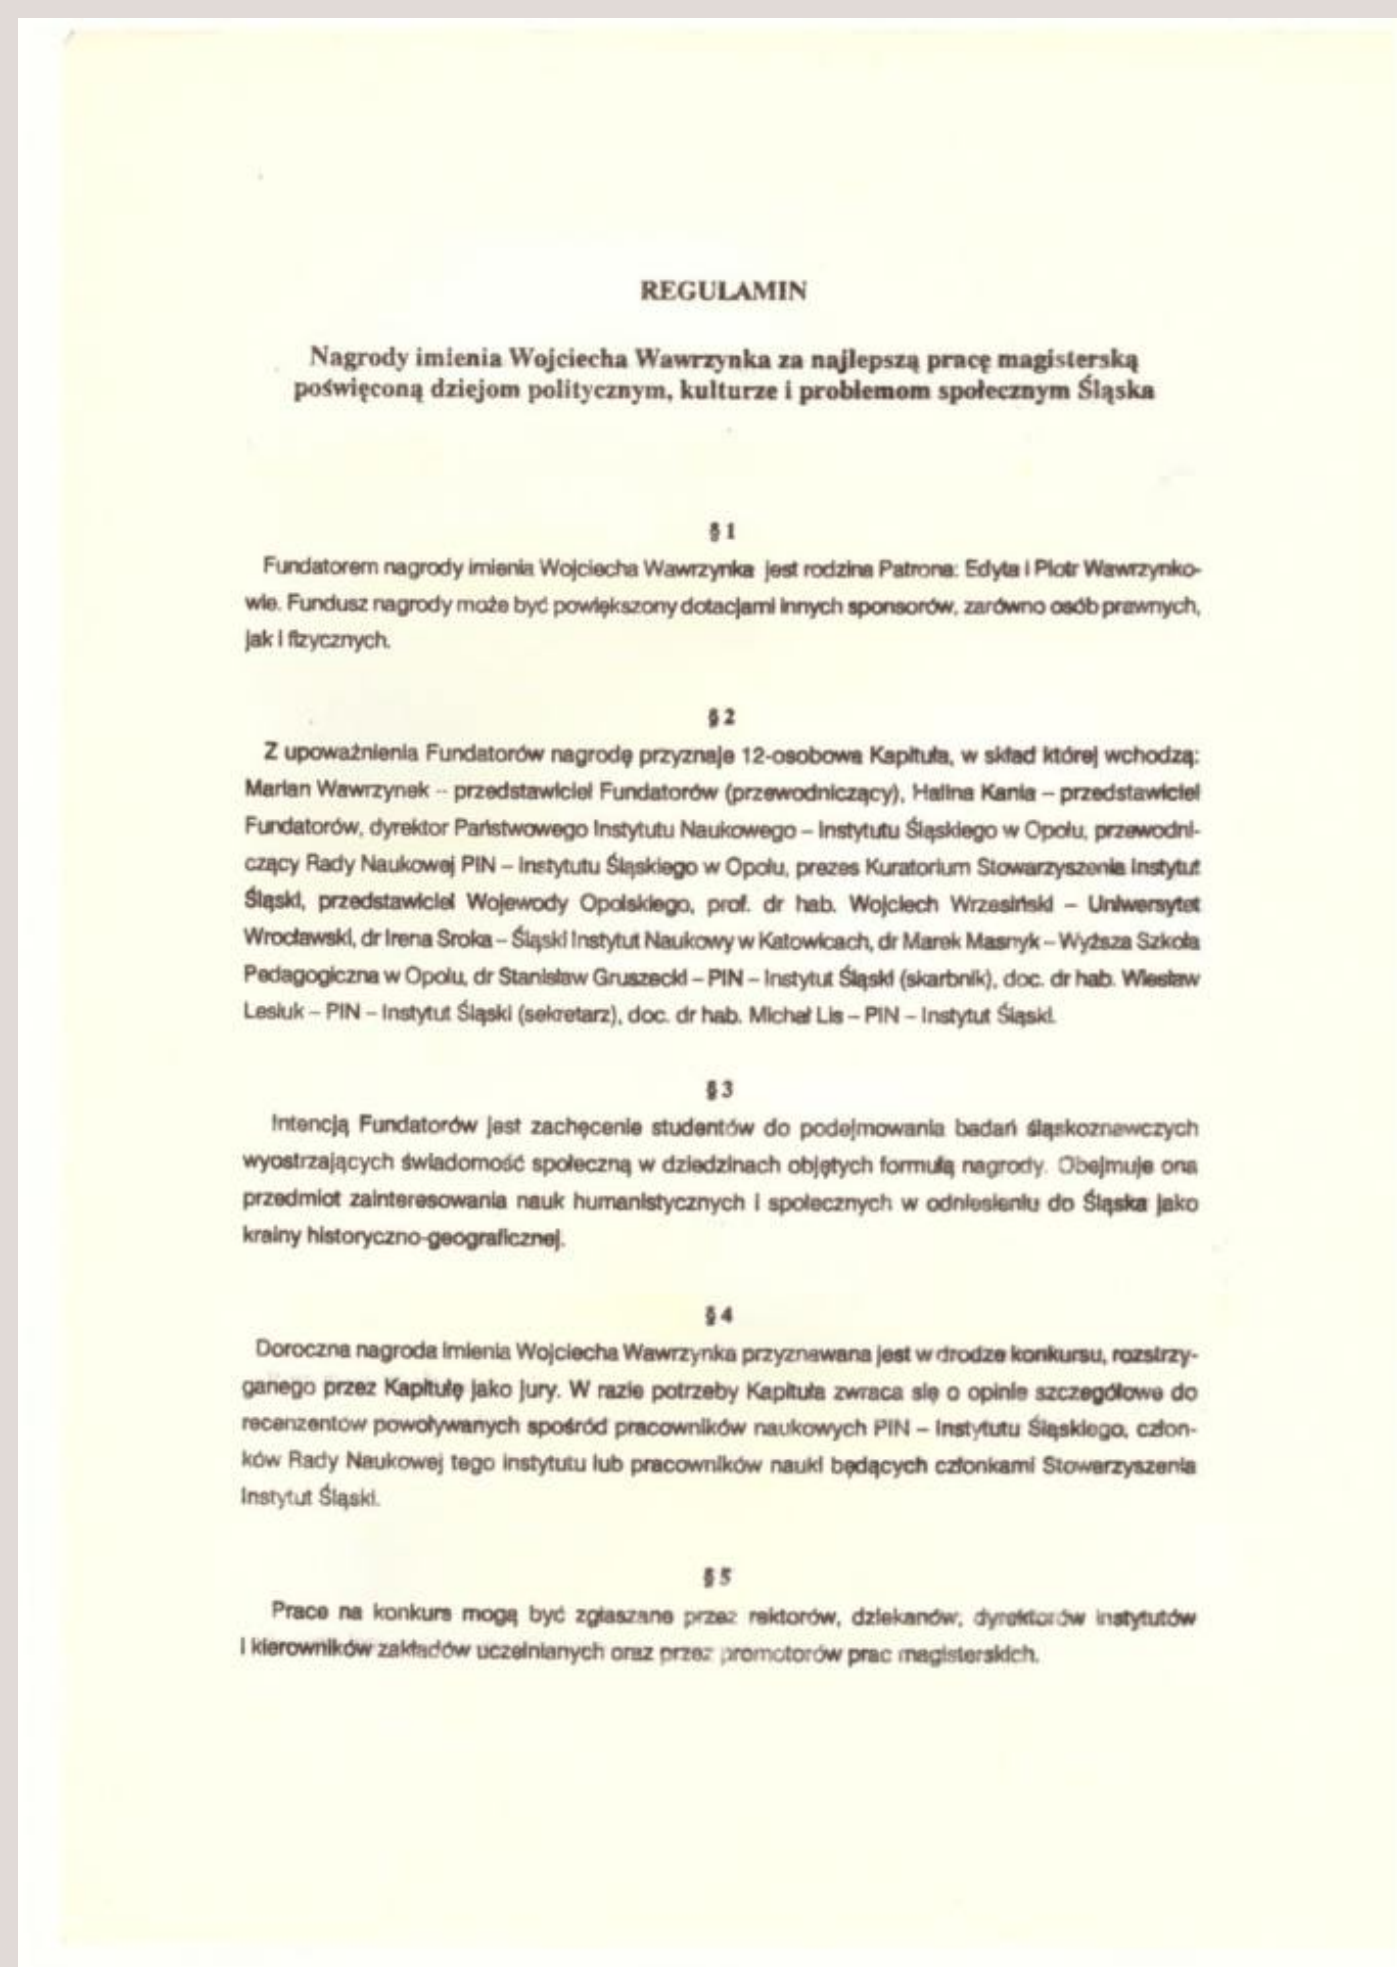 REGULAMIN
Nagrody imienia Wojciecha Wawrzynka za najlepszą pracę magisterską
poświęconą dziejom politycznym, kulturze i problemom społecznym Śląska
§ 1
Fundatorem nagrody imienia Wojciecha Wawrzynka jest rodzina Patrona: Edyta i Piotr Wawrzynko-
wie. Fundusz nagrody może być powiększony dotacjami innych sponsorów, zarówno osób prawnych,
jak i fizycznych.
§ 2
Z upoważnienia Fundatorów nagrodę przyznaje 12-osobowa Kapituła, w skład której wchodzą:
Marian Wawrzynek – przedstawiciel Fundatorów (przewodniczący), Halina Kania – przedstawiciel
Fundatorów, dyrektor Państwowego Instytutu Naukowego – Instytutu Śląskiego w Opolu, przewodni-
czący Rady Naukowej PIN – Instytutu Śląskiego w Opolu, prezes Kuratorium Stowarzyszenia Instytut
Śląski, przedstawiciel Wojewody Opolskiego, prof. dr hab. Wojciech Wrzesiński – Uniwersytet
Wrocławski, dr Irena Sroka – Śląski Instytut Naukowy w Katowicach, dr Marek Masnyk – Wyższa Szkoła
Pedagogiczna w Opolu, dr Stanisław Gruszecki – PIN – Instytut Śląski (skarbnik), doc. dr hab. Wiesław
Lesiuk – PIN – Instytut Śląski (sekretarz), doc. dr hab. Michał Lis – PIN – Instytut Śląski.
§ 3
Intencją Fundatorów jest zachęcenie studentów do podejmowania badań śląskoznawczych
wyostrzających świadomość społeczną w dziedzinach objętych formułą nagrody. Obejmuje ona
przedmiot zainteresowania nauk humanistycznych i społecznych w odniesieniu do Śląska jako
krainy historyczno-geograficznej.
§ 4
Doroczna nagroda imienia Wojciecha Wawrzynka przyznawana jest w drodze konkursu, rozstrzy-
ganego przez Kapitułę jako jury. W razie potrzeby Kapituła zwraca się o opinie szczegółowe do
recenzentów powoływanych spośród pracowników naukowych PIN – Instytutu Śląskiego, człon-
ków Rady Naukowej tego instytutu lub pracowników nauki będących członkami Stowarzyszenia
Instytut Śląski.
§ 5
Prace na konkurs mogą być zgłaszane przez rektorów, dziekanów, dyrektorów instytutów
i kierowników zakładów uczelnianych oraz przez promotorów prac magisterskich.